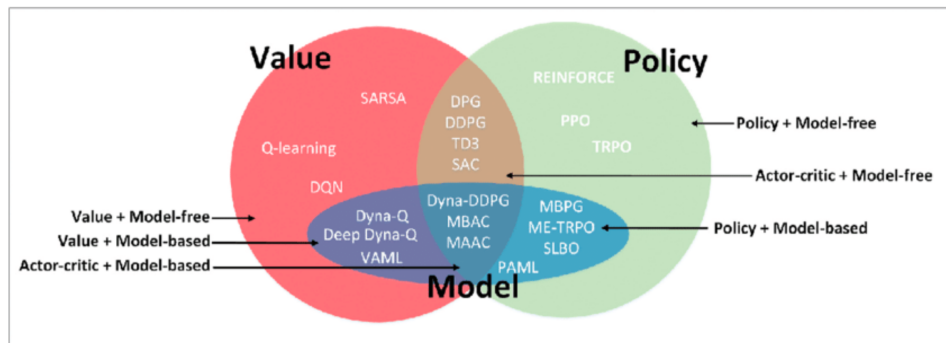 Value
Policy
REINFORCE
SARSA
DPG
DDPG
TD3
SAC
PPO
TRPO
Policy + Model-free
Q-learning
Actor-critic + Model-free
DQN
Value + Model-free
Value + Model-based
Actor-critic + Model-based
Dyna-Q
Deep Dyna-Q
VAML
Dyna-DDPG
MBAC
MAAC
MBPG
ME-TRPO
SLBO
PAML
Policy + Model-based
Model